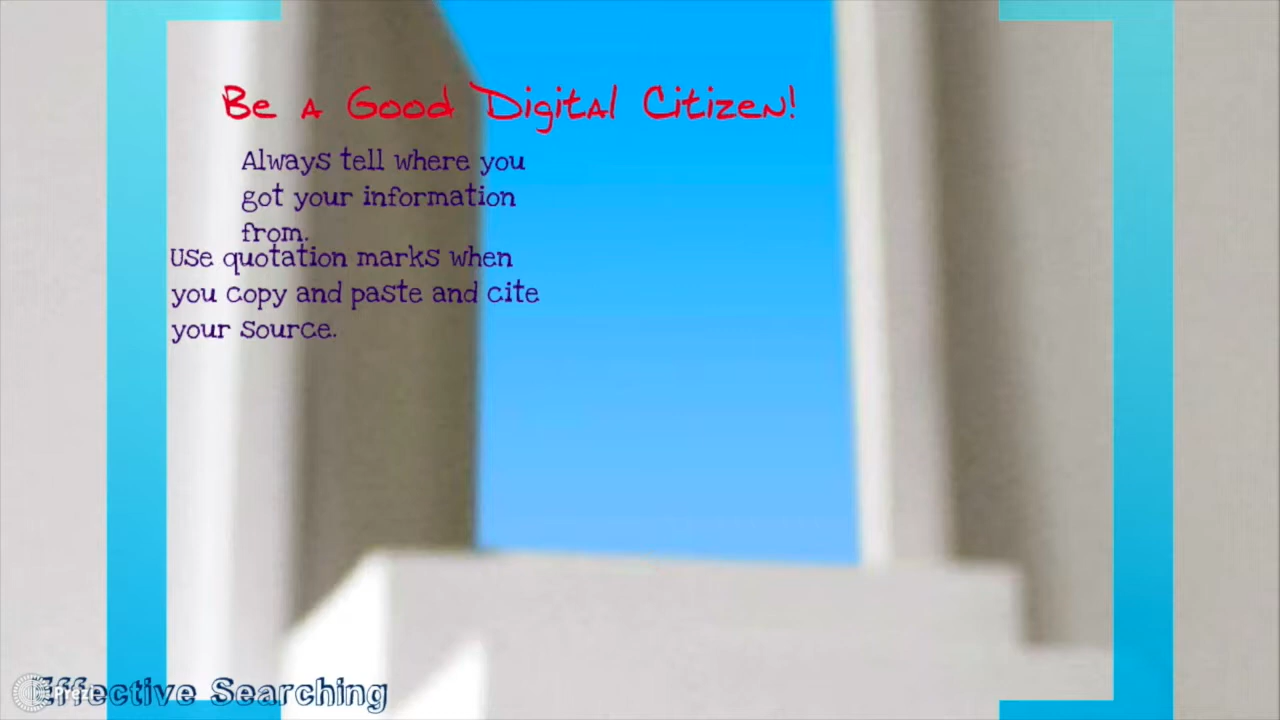 Be a Good Digital Citizen!
Always tell where you
got your information
from.
Use quotation marks when
you copy and paste and cite
your source.
Effective Searching
Prezi